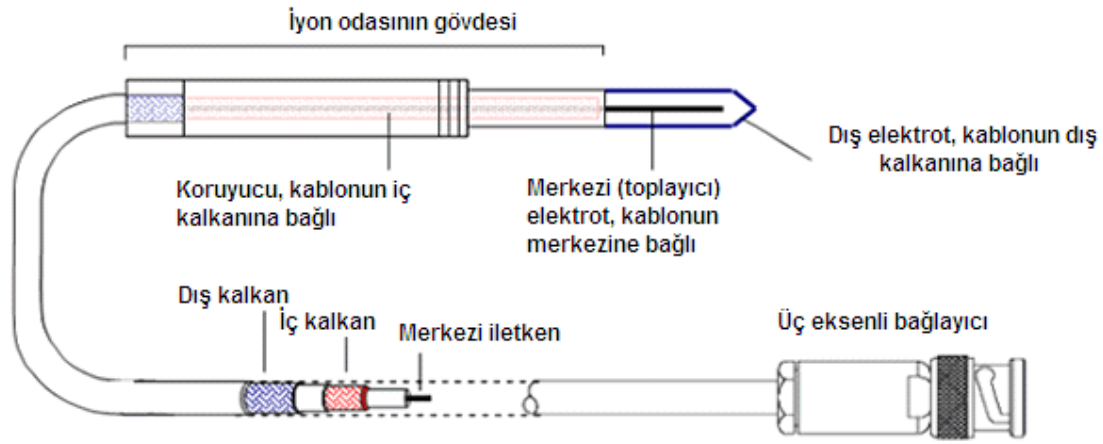 İyon odasının gövdesi
Dış elektrot, kablonun dış
kalkanına bağlı
Koruyucu, kablonun iç
kalkanına bağlı
Merkezi (toplayıcı)
elektrot, kablonun
merkezine bağlı
Dış kalkan
İç kalkan
Merkezi iletken
Üç eksenli bağlayıcı